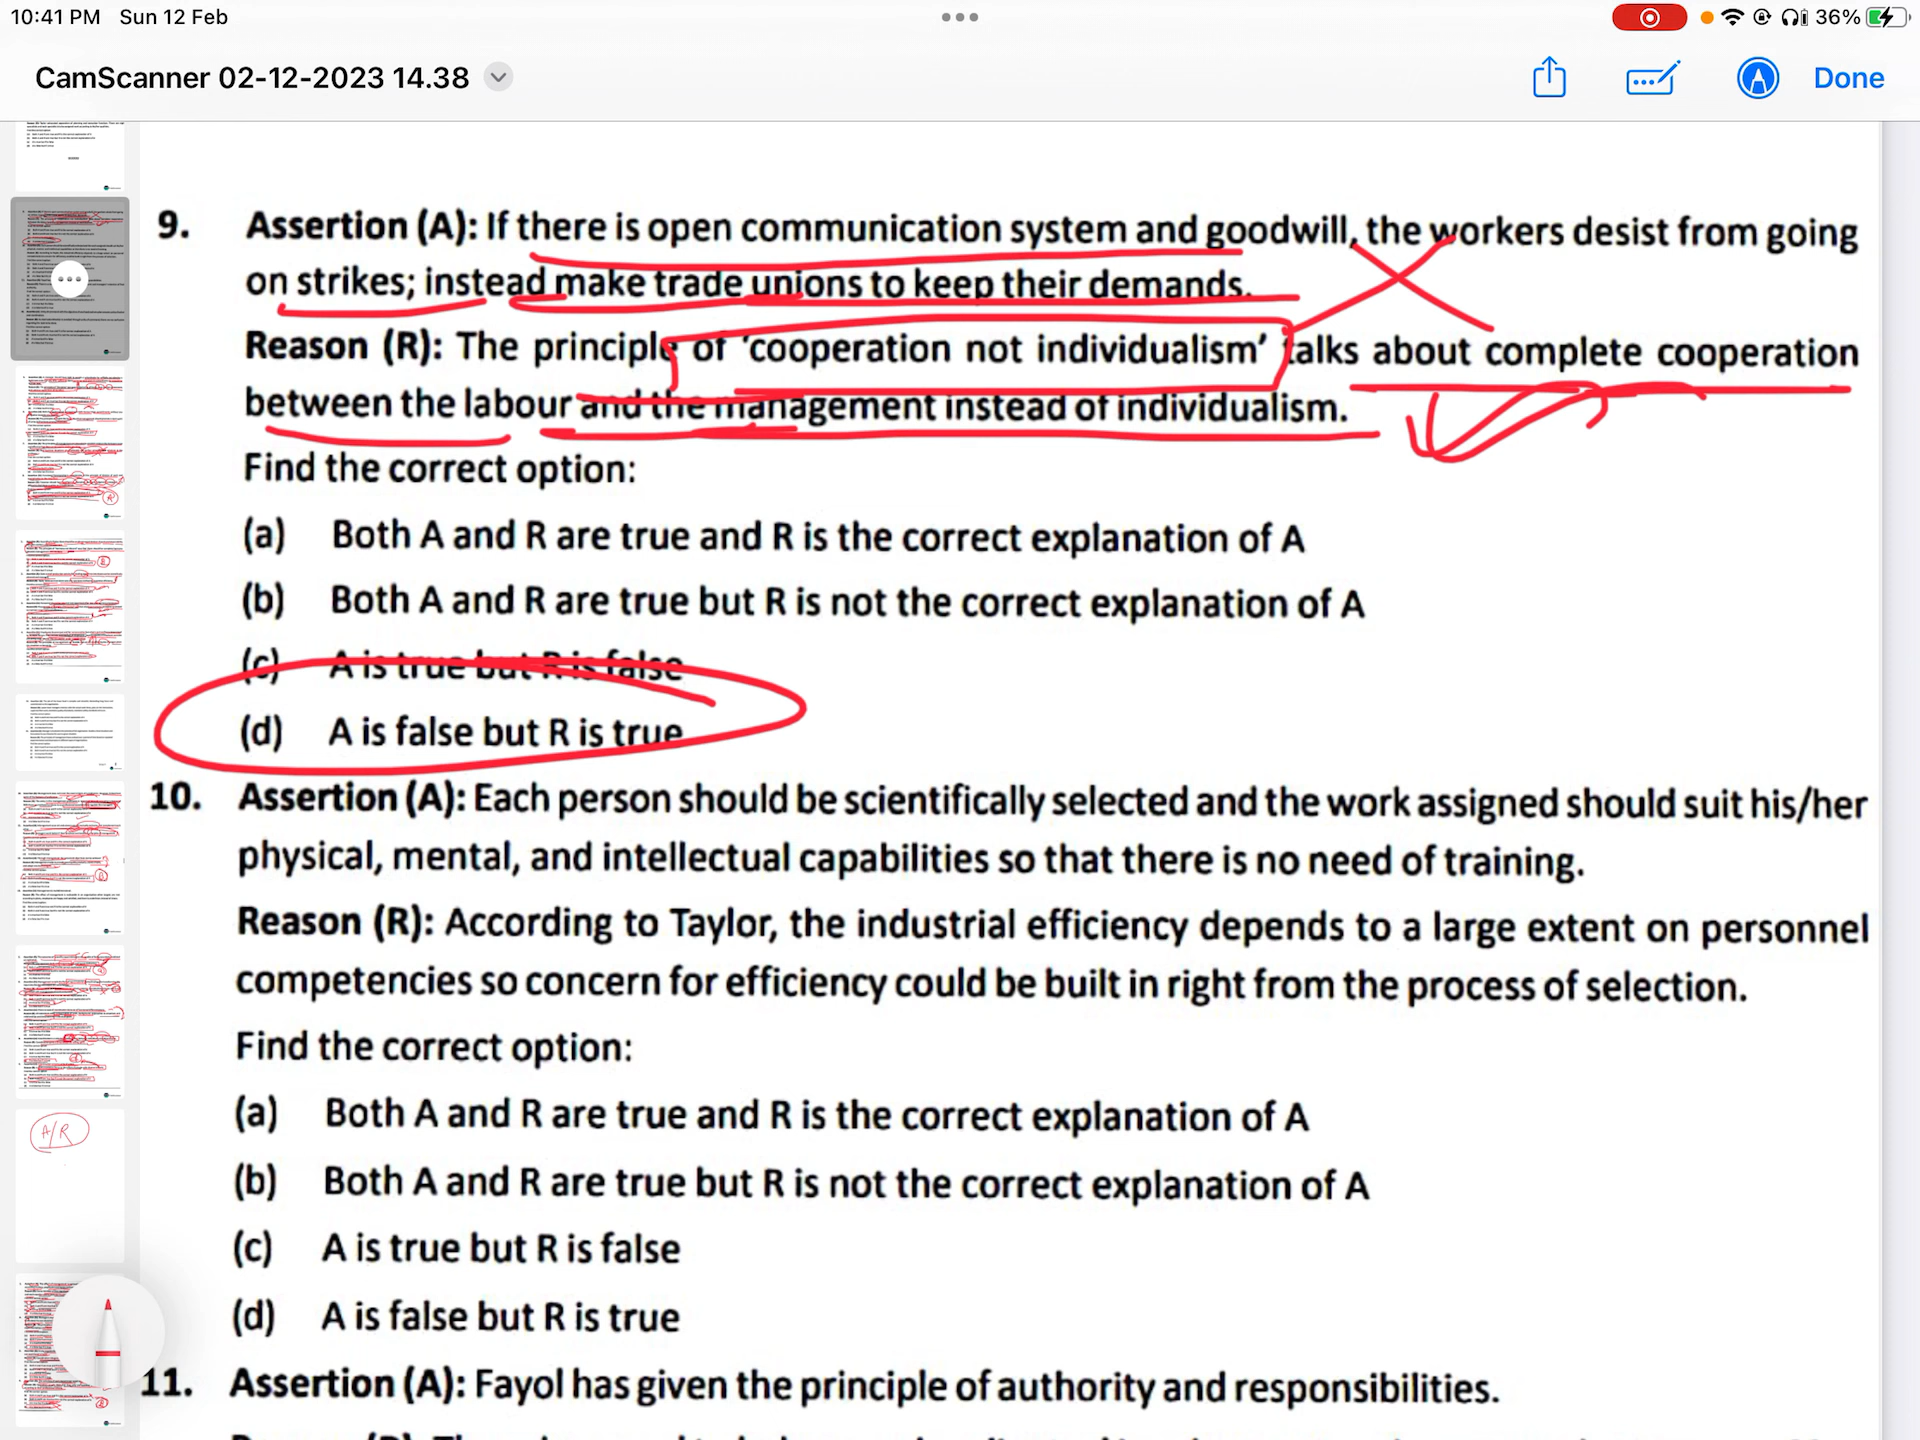 10:41 PM Sun 12 Feb
36%
CamScanner 02-12-2023 14.38
Done
9. Assertion (A): If there is open communication system and goodwill, the workers desist from going
on strikes; instead make trade unions to keep their demands.
Reason (R): The principle of ‘cooperation not individualism’ talks about complete cooperation
between the labour and the management instead of individualism.
Find the correct option:
(a) Both A and R are true and R is the correct explanation of A
(b) Both A and R are true but R is not the correct explanation of A
(c) A is true but R is false
(d) A is false but R is true
10. Assertion (A): Each person should be scientifically selected and the work assigned should suit his/her
physical, mental, and intellectual capabilities so that there is no need of training.
Reason (R): According to Taylor, the industrial efficiency depends to a large extent on personnel
competencies so concern for efficiency could be built in right from the process of selection.
Find the correct option:
(a) Both A and R are true and R is the correct explanation of A
(b) Both A and R are true but R is not the correct explanation of A
(c) A is true but R is false
(d) A is false but R is true
11. Assertion (A): Fayol has given the principle of authority and responsibilities.
A/R